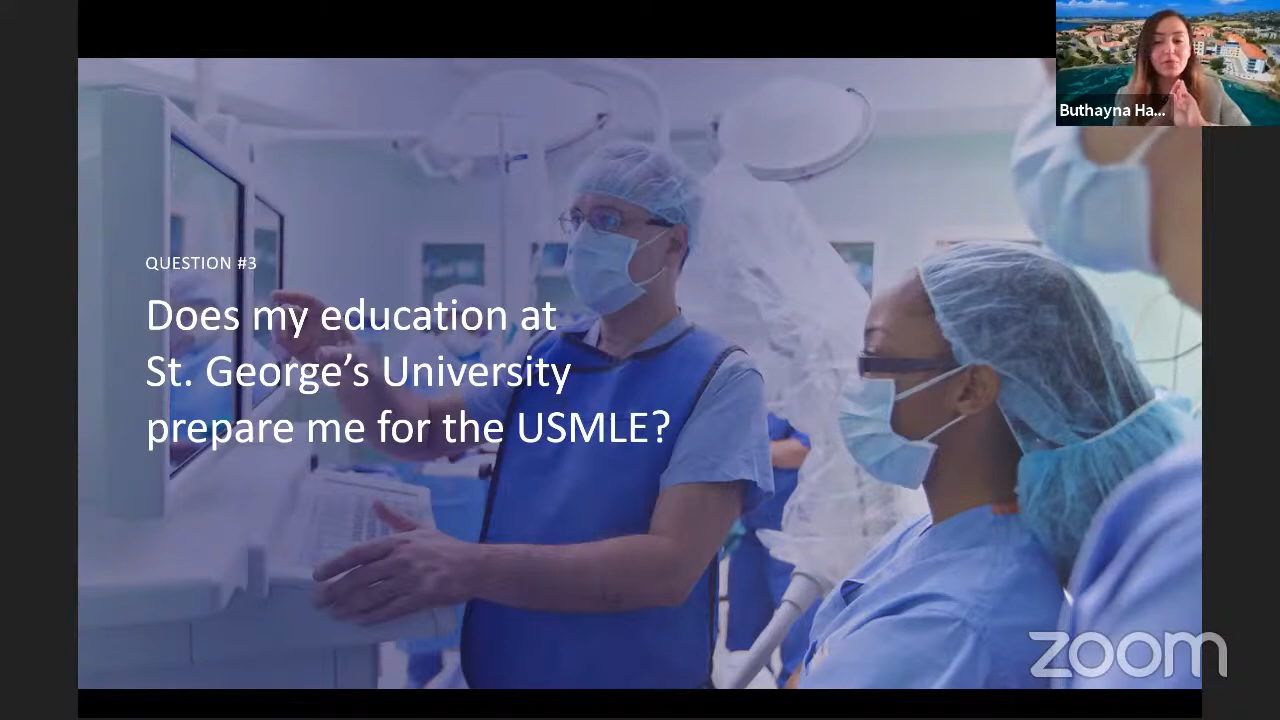 Buthayna Ha...
QUESTION #3
Does my education at
St. George’s University
prepare me for the USMLE?
zoom